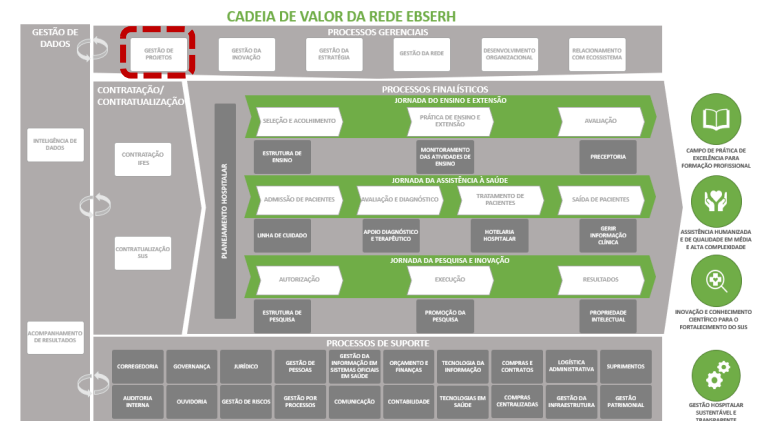 CADEIA DE VALOR DA REDE EBSERH
GESTÃO DE
DADOS
PROCESSOS GERENCIAIS
GESTÃO DE
PROJETOS
GESTÃO DA
INOVAÇÃO
GESTÃO DA
ESTRATÉGIA
GESTÃO DA REDE
DESENVOLVIMENTO
ORGANIZACIONAL
RELACIONAMENTO
COM ECOSSISTEMA
CONTRATAÇÃO/
CONTRATUALIZAÇÃO
PROCESSOS FINALÍSTICOS
JORNADA DO ENSINO E EXTENSÃO
SELEÇÃO E ACOLHIMENTO
PRÁTICA DE ENSINO E
EXTENSÃO
AVALIAÇÃO
INTELIGÊNCIA DE
DADOS
CONTRATAÇÃO
IFES
ESTRUTURA DE
ENSINO
MONITORAMENTO
DAS ATIVIDADES DE
ENSINO
PRECEPTORIA
CAMPO DE PRÁTICA DE
EXCELÊNCIA PARA
FORMAÇÃO PROFISSIONAL
PLANEJAMENTO HOSPITALAR
JORNADA DA ASSISTÊNCIA À SAÚDE
ADMISSÃO DE PACIENTES
AVALIAÇÃO E DIAGNÓSTICO
TRATAMENTO DE
PACIENTES
SAÍDA DE PACIENTES
CONTRATUALIZAÇÃO
SUS
LINHA DE CUIDADO
APOIO DIAGNÓSTICO
E TERAPÊUTICO
HOTELARIA
HOSPITALAR
GERIR
INFORMAÇÃO
CLÍNICA
ASSISTÊNCIA HUMANIZADA
E DE QUALIDADE EM MÉDIA
E ALTA COMPLEXIDADE
JORNADA DA PESQUISA E INOVAÇÃO
AUTORIZAÇÃO
EXECUÇÃO
RESULTADOS
ESTRUTURA DE
PESQUISA
PROMOÇÃO DA
PESQUISA
PROPRIEDADE
INTELECTUAL
INOVAÇÃO E CONHECIMENTO
CIENTÍFICO PARA O
FORTALECIMENTO DO SUS
ACOMPANHAMENTO
DE RESULTADOS
PROCESSOS DE SUPORTE
CORREGEDORIA
GOVERNANÇA
JURÍDICO
GESTÃO DE
PESSOAS
GESTÃO DA
INFORMAÇÃO EM
SISTEMAS OFICIAIS
EM SAÚDE
ORÇAMENTO E
FINANÇAS
TECNOLOGIA DA
INFORMAÇÃO
COMPRAS E
CONTRATOS
LOGÍSTICA
ADMINISTRATIVA
SUPRIMENTOS
AUDITORIA
INTERNA
OUVIDORIA
GESTÃO DE RISCOS
GESTÃO POR
PROCESSOS
COMUNICAÇÃO
CONTABILIDADE
TECNOLOGIAS EM
SAÚDE
COMPRAS
CENTRALIZADAS
GESTÃO DA
INFRAESTRUTURA
GESTÃO
PATRIMONIAL
GESTÃO HOSPITALAR
SUSTENTÁVEL E
TRANSPARENTE